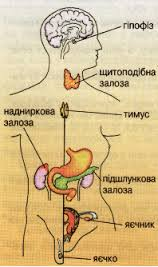 гіпофіз
щитоподібна
залоза
надниркова
залоза
тимус
підшлункова
залоза
яєчник
яєчко